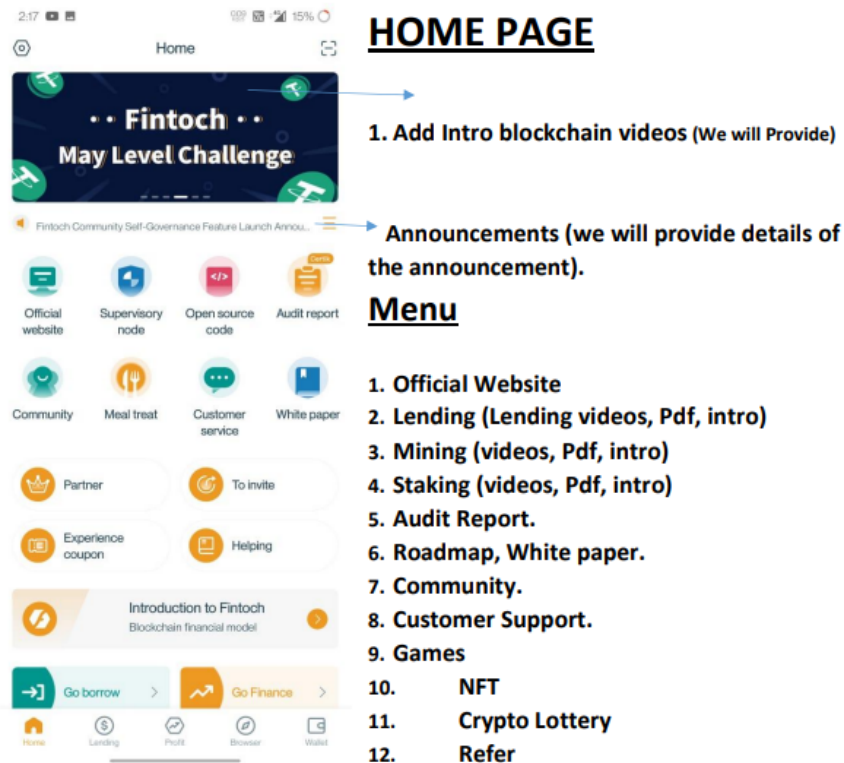 2:17
15%
Home
Fintoch
May Level Challenge
Fintoch Community Self-Governance Feature Launch Annou...
Certik
Official website
Supervisory node
Open source code
Audit report
Community
Meal treat
Customer service
White paper
Partner
To invite
Experience coupon
Helping
Introduction to Fintoch
Blockchain financial model
Go borrow
Go Finance
Home
Lending
Profit
Browser
Wallet
HOME PAGE
1. Add Intro blockchain videos (We will Provide)
Announcements (we will provide details of
the announcement).
Menu
1. Official Website
2. Lending (Lending videos, Pdf, intro)
3. Mining (videos, Pdf, intro)
4. Staking (videos, Pdf, intro)
5. Audit Report.
6. Roadmap, White paper.
7. Community.
8. Customer Support.
9. Games
10. NFT
11. Crypto Lottery
12. Refer